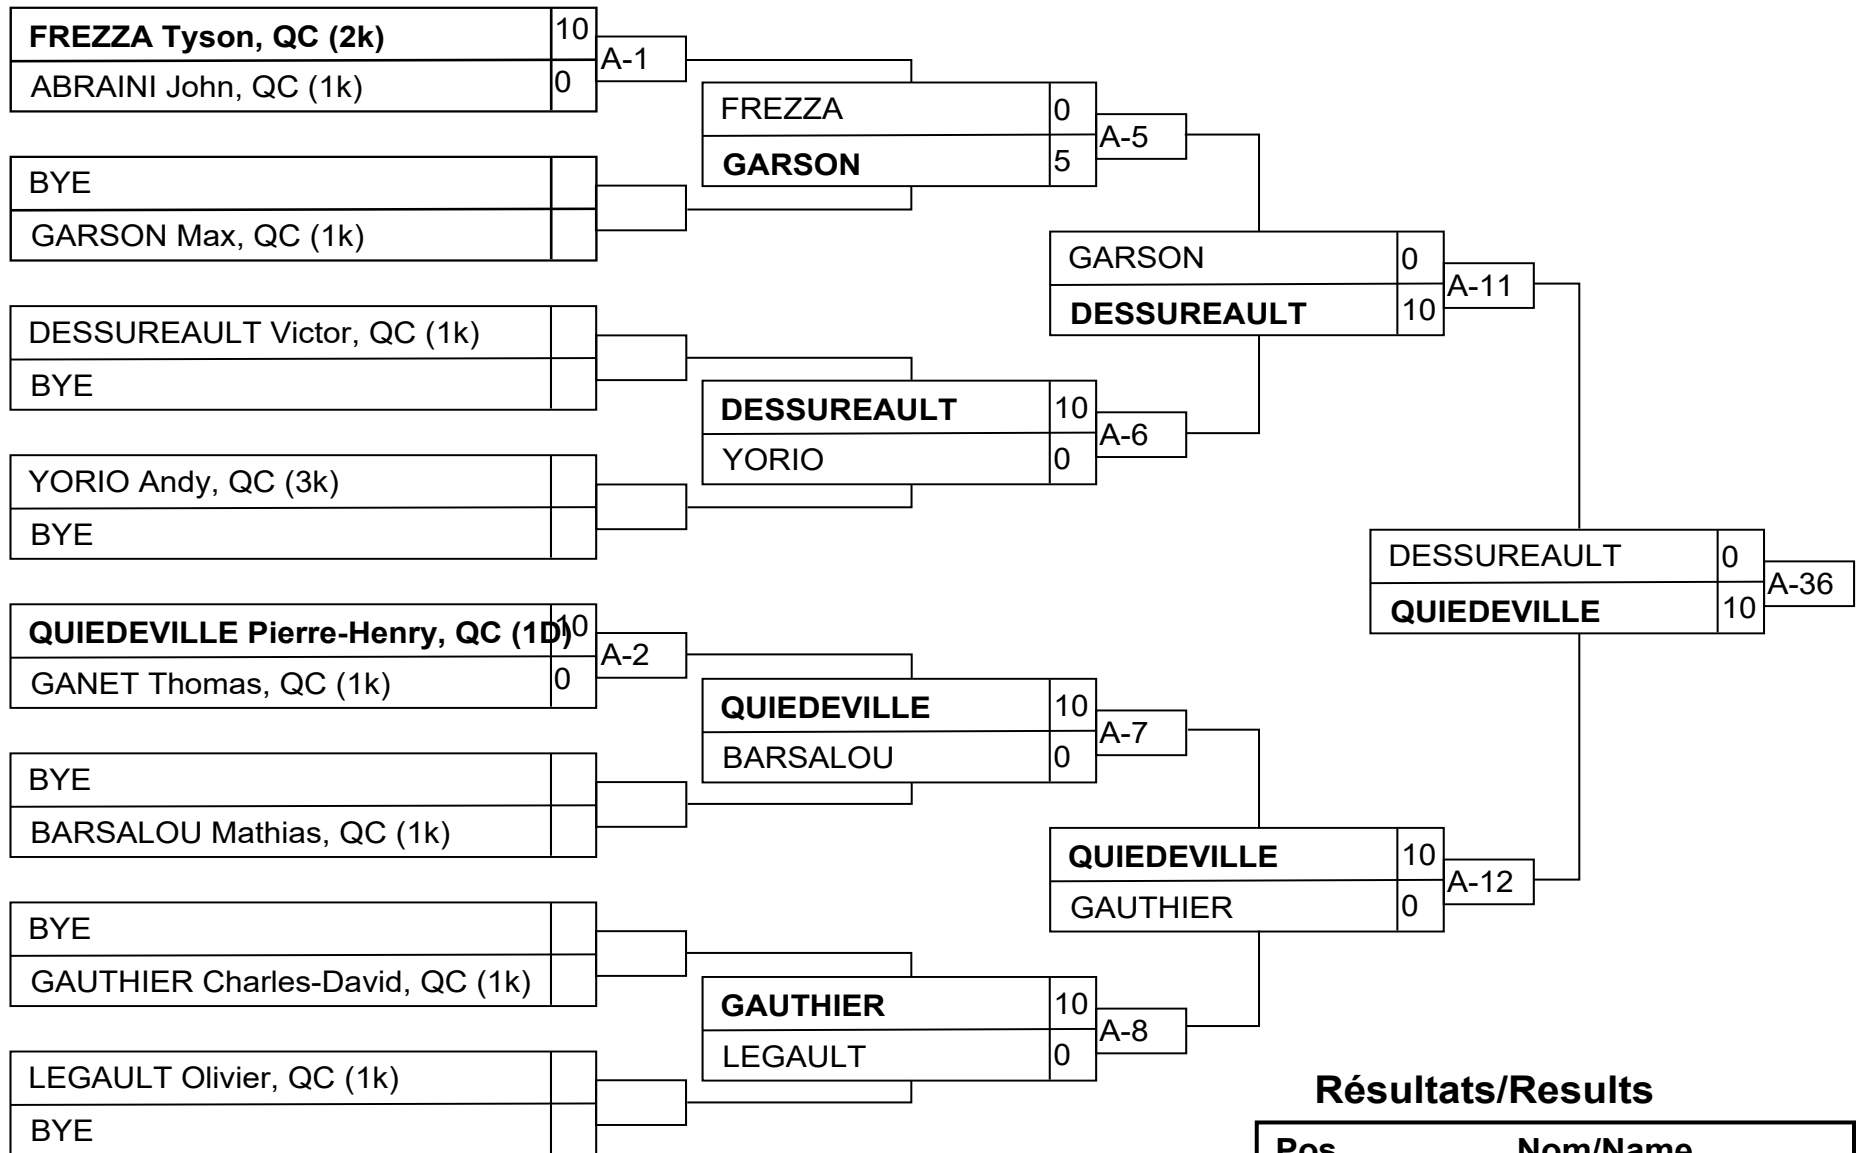 FREZZA Tyson, QC (2k) 10
ABRAINI John, QC (1k) 0
A-1
BYE
GARSON Max, QC (1k)
DESSUREAULT Victor, QC (1k)
BYE
YORIO Andy, QC (3k)
BYE
QUIEDEVILLE Pierre-Henry, QC (1D) 10
GANET Thomas, QC (1k) 0
A-2
BYE
BARSALOU Mathias, QC (1k)
BYE
GAUTHIER Charles-David, QC (1k)
LEGAULT Olivier, QC (1k)
BYE
FREZZA 0
GARSON 5
A-5
DESSUREAULT 10
YORIO 0
A-6
QUIEDEVILLE 10
BARSALOU 0
A-7
GAUTHIER 10
LEGAULT 0
A-8
GARSON 0
DESSUREAULT 10
A-11
QUIEDEVILLE 10
GAUTHIER 0
A-12
DESSUREAULT 0
QUIEDEVILLE 10
A-36
Résultats/Results
Pos Nom/Name